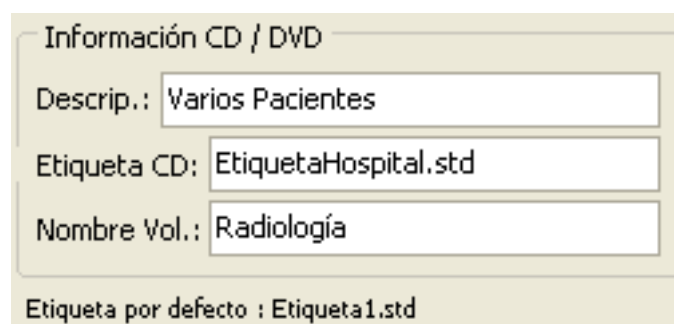 Información CD / DVD
Descrip.: Varios Pacientes
Etiqueta CD: EtiquetaHospital.std
Nombre Vol.: Radiología
Etiqueta por defecto : Etiqueta1.std